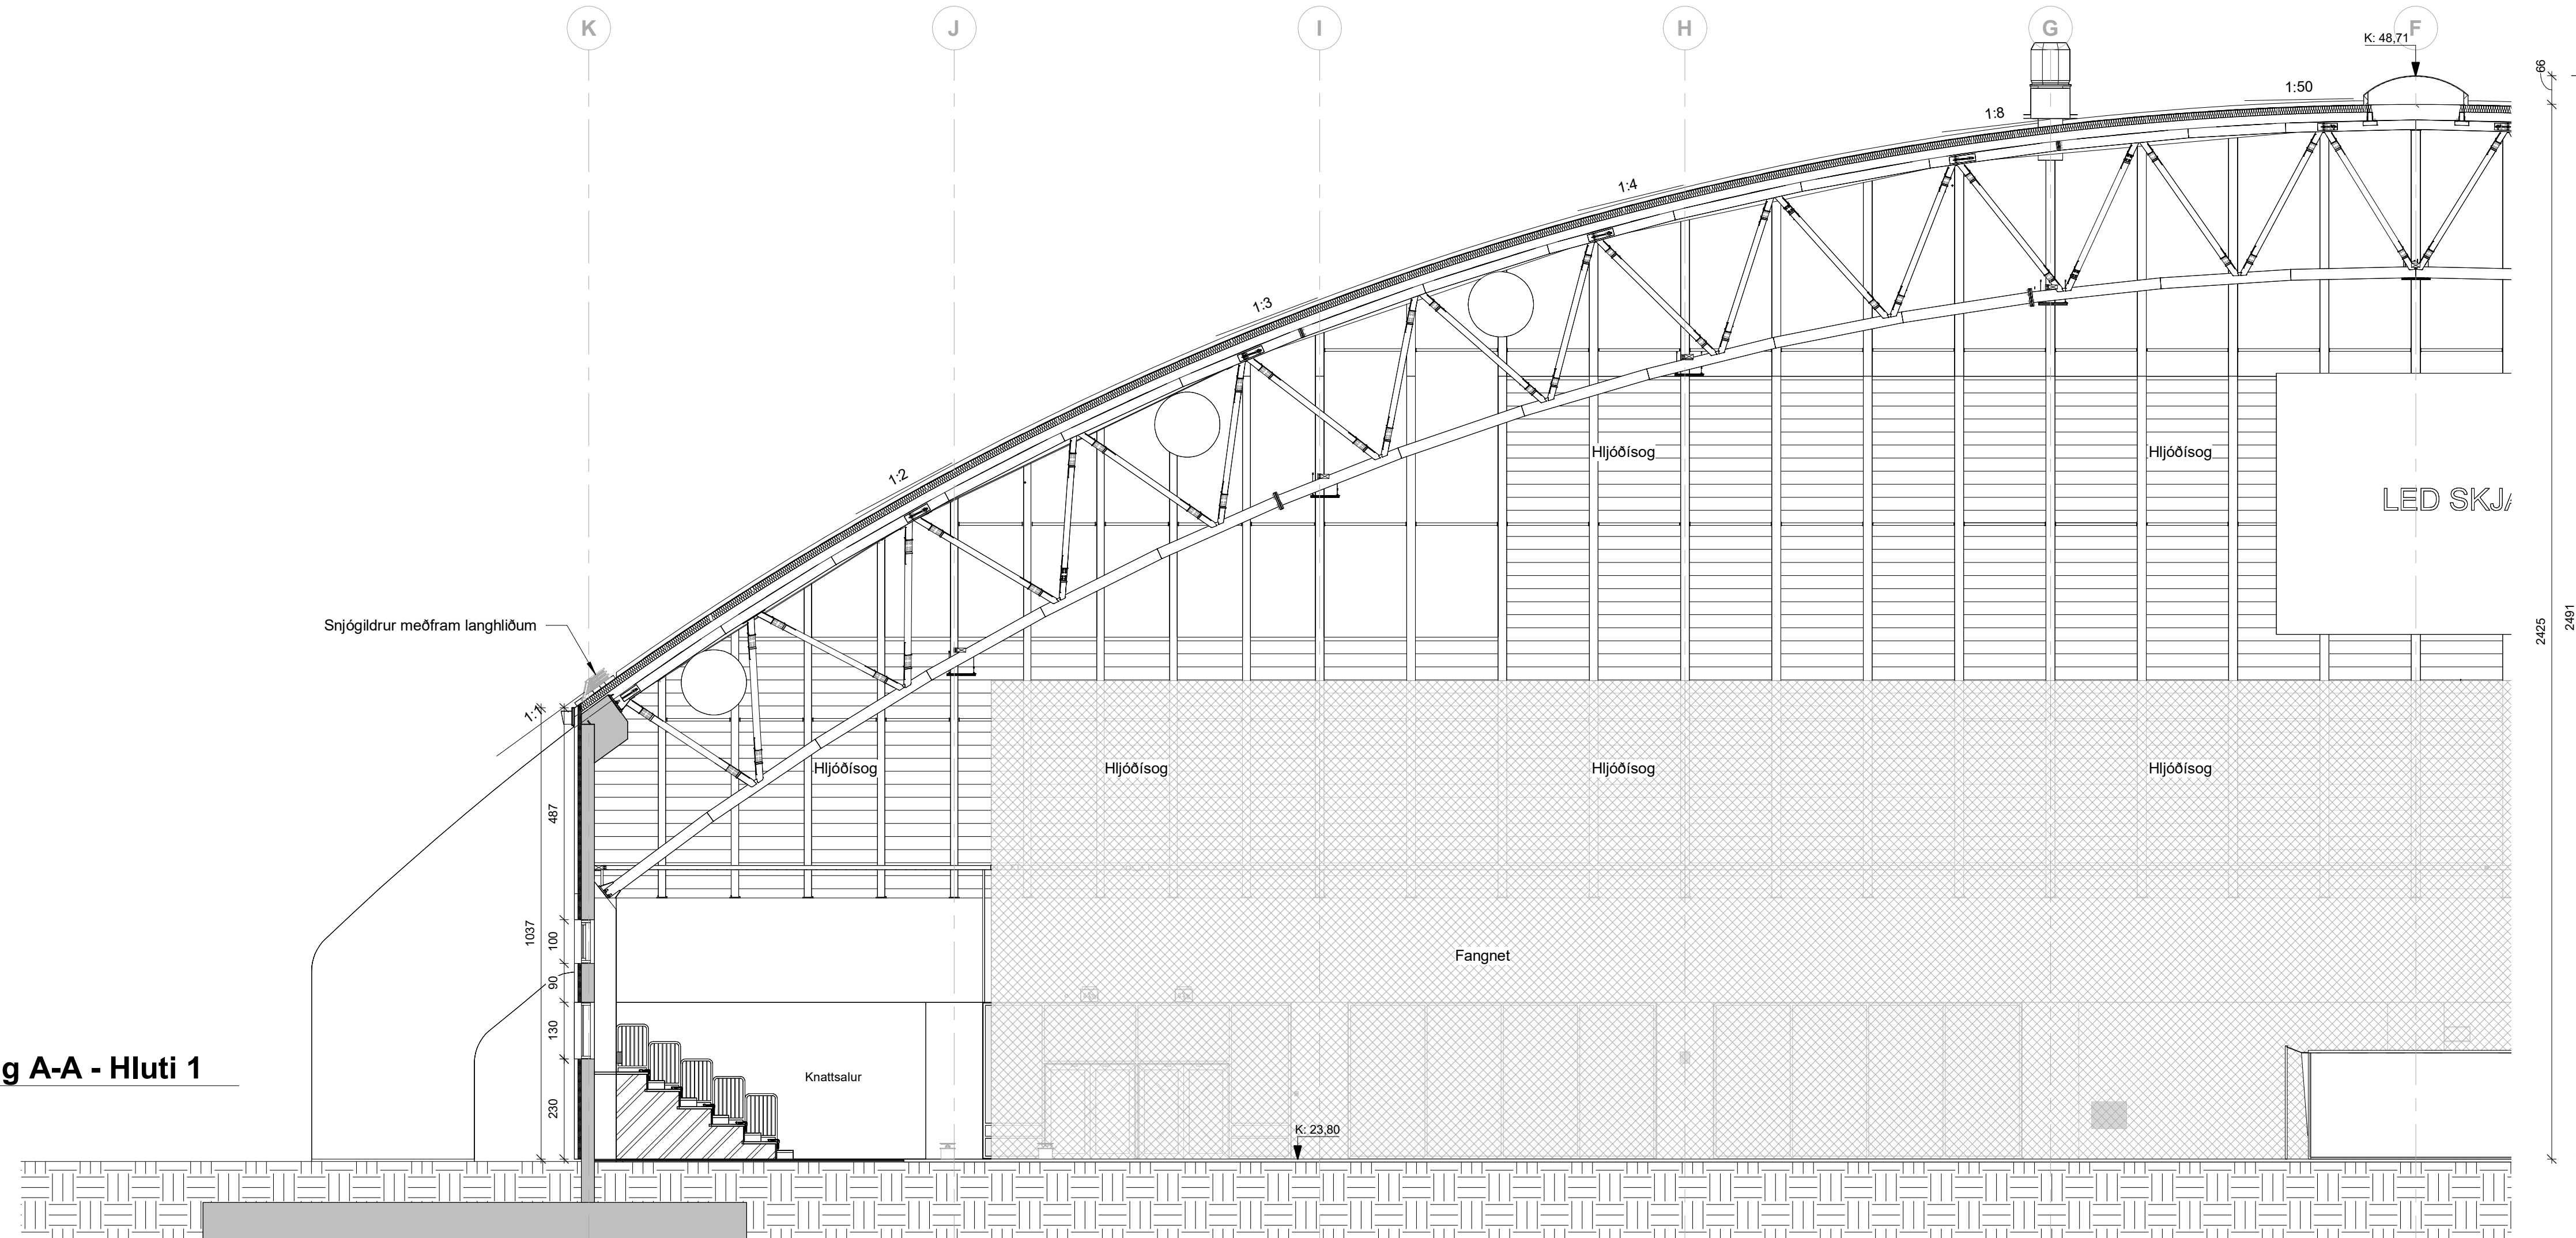 K
J
I
H
G
F
K: 48,71
66
1:50
1:8
1:4
1:3
1:2
1:1
Hljóðísog
Hljóðísog
LED SKJA
2425
2491
Snjógildrur meðfram langhliðum
Hljóðísog
Hljóðísog
Hljóðísog
Hljóðísog
487
1037
100
90
130
230
Fangnet
g A-A - Hluti 1
Knattsalur
K: 23,80